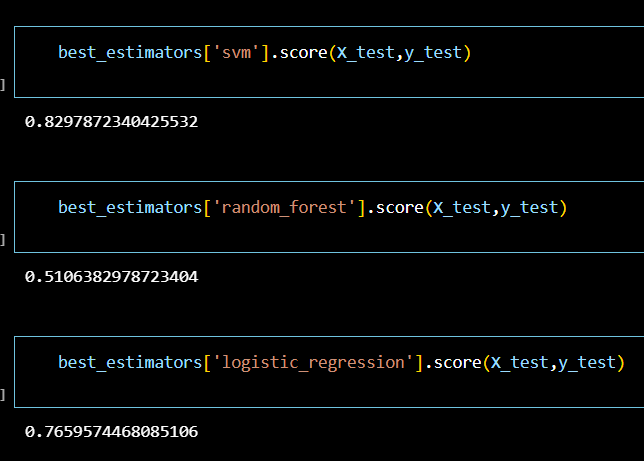 best_estimators['svm'].score(X_test,y_test)
]
0.8297872340425532
best_estimators['random_forest'].score(X_test,y_test)
]
0.5106382978723404
best_estimators['logistic_regression'].score(X_test,y_test)
]
0.7659574468085106